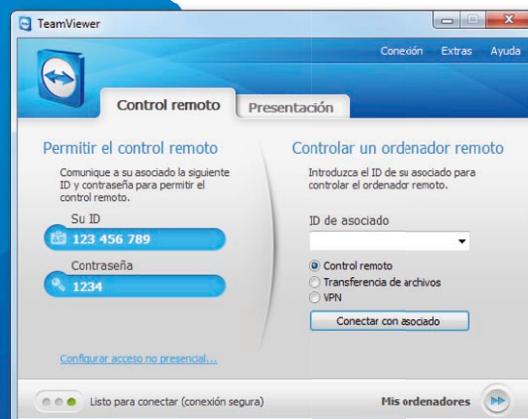 TeamViewer
Conexión Extras Ayuda
Control remoto
Presentación
Permitir el control remoto
Comunique a su asociado la siguiente
ID y contraseña para permitir el
control remoto.
Su ID
123 456 789
Contraseña
1234
Configurar acceso no presencial...
Controlar un ordenador remoto
Introduzca el ID de su asociado para
controlar el ordenador remoto.
ID de asociado
Control remoto
Transferencia de archivos
VPN
Conectar con asociado
Listo para conectar (conexión segura)
Mis ordenadores